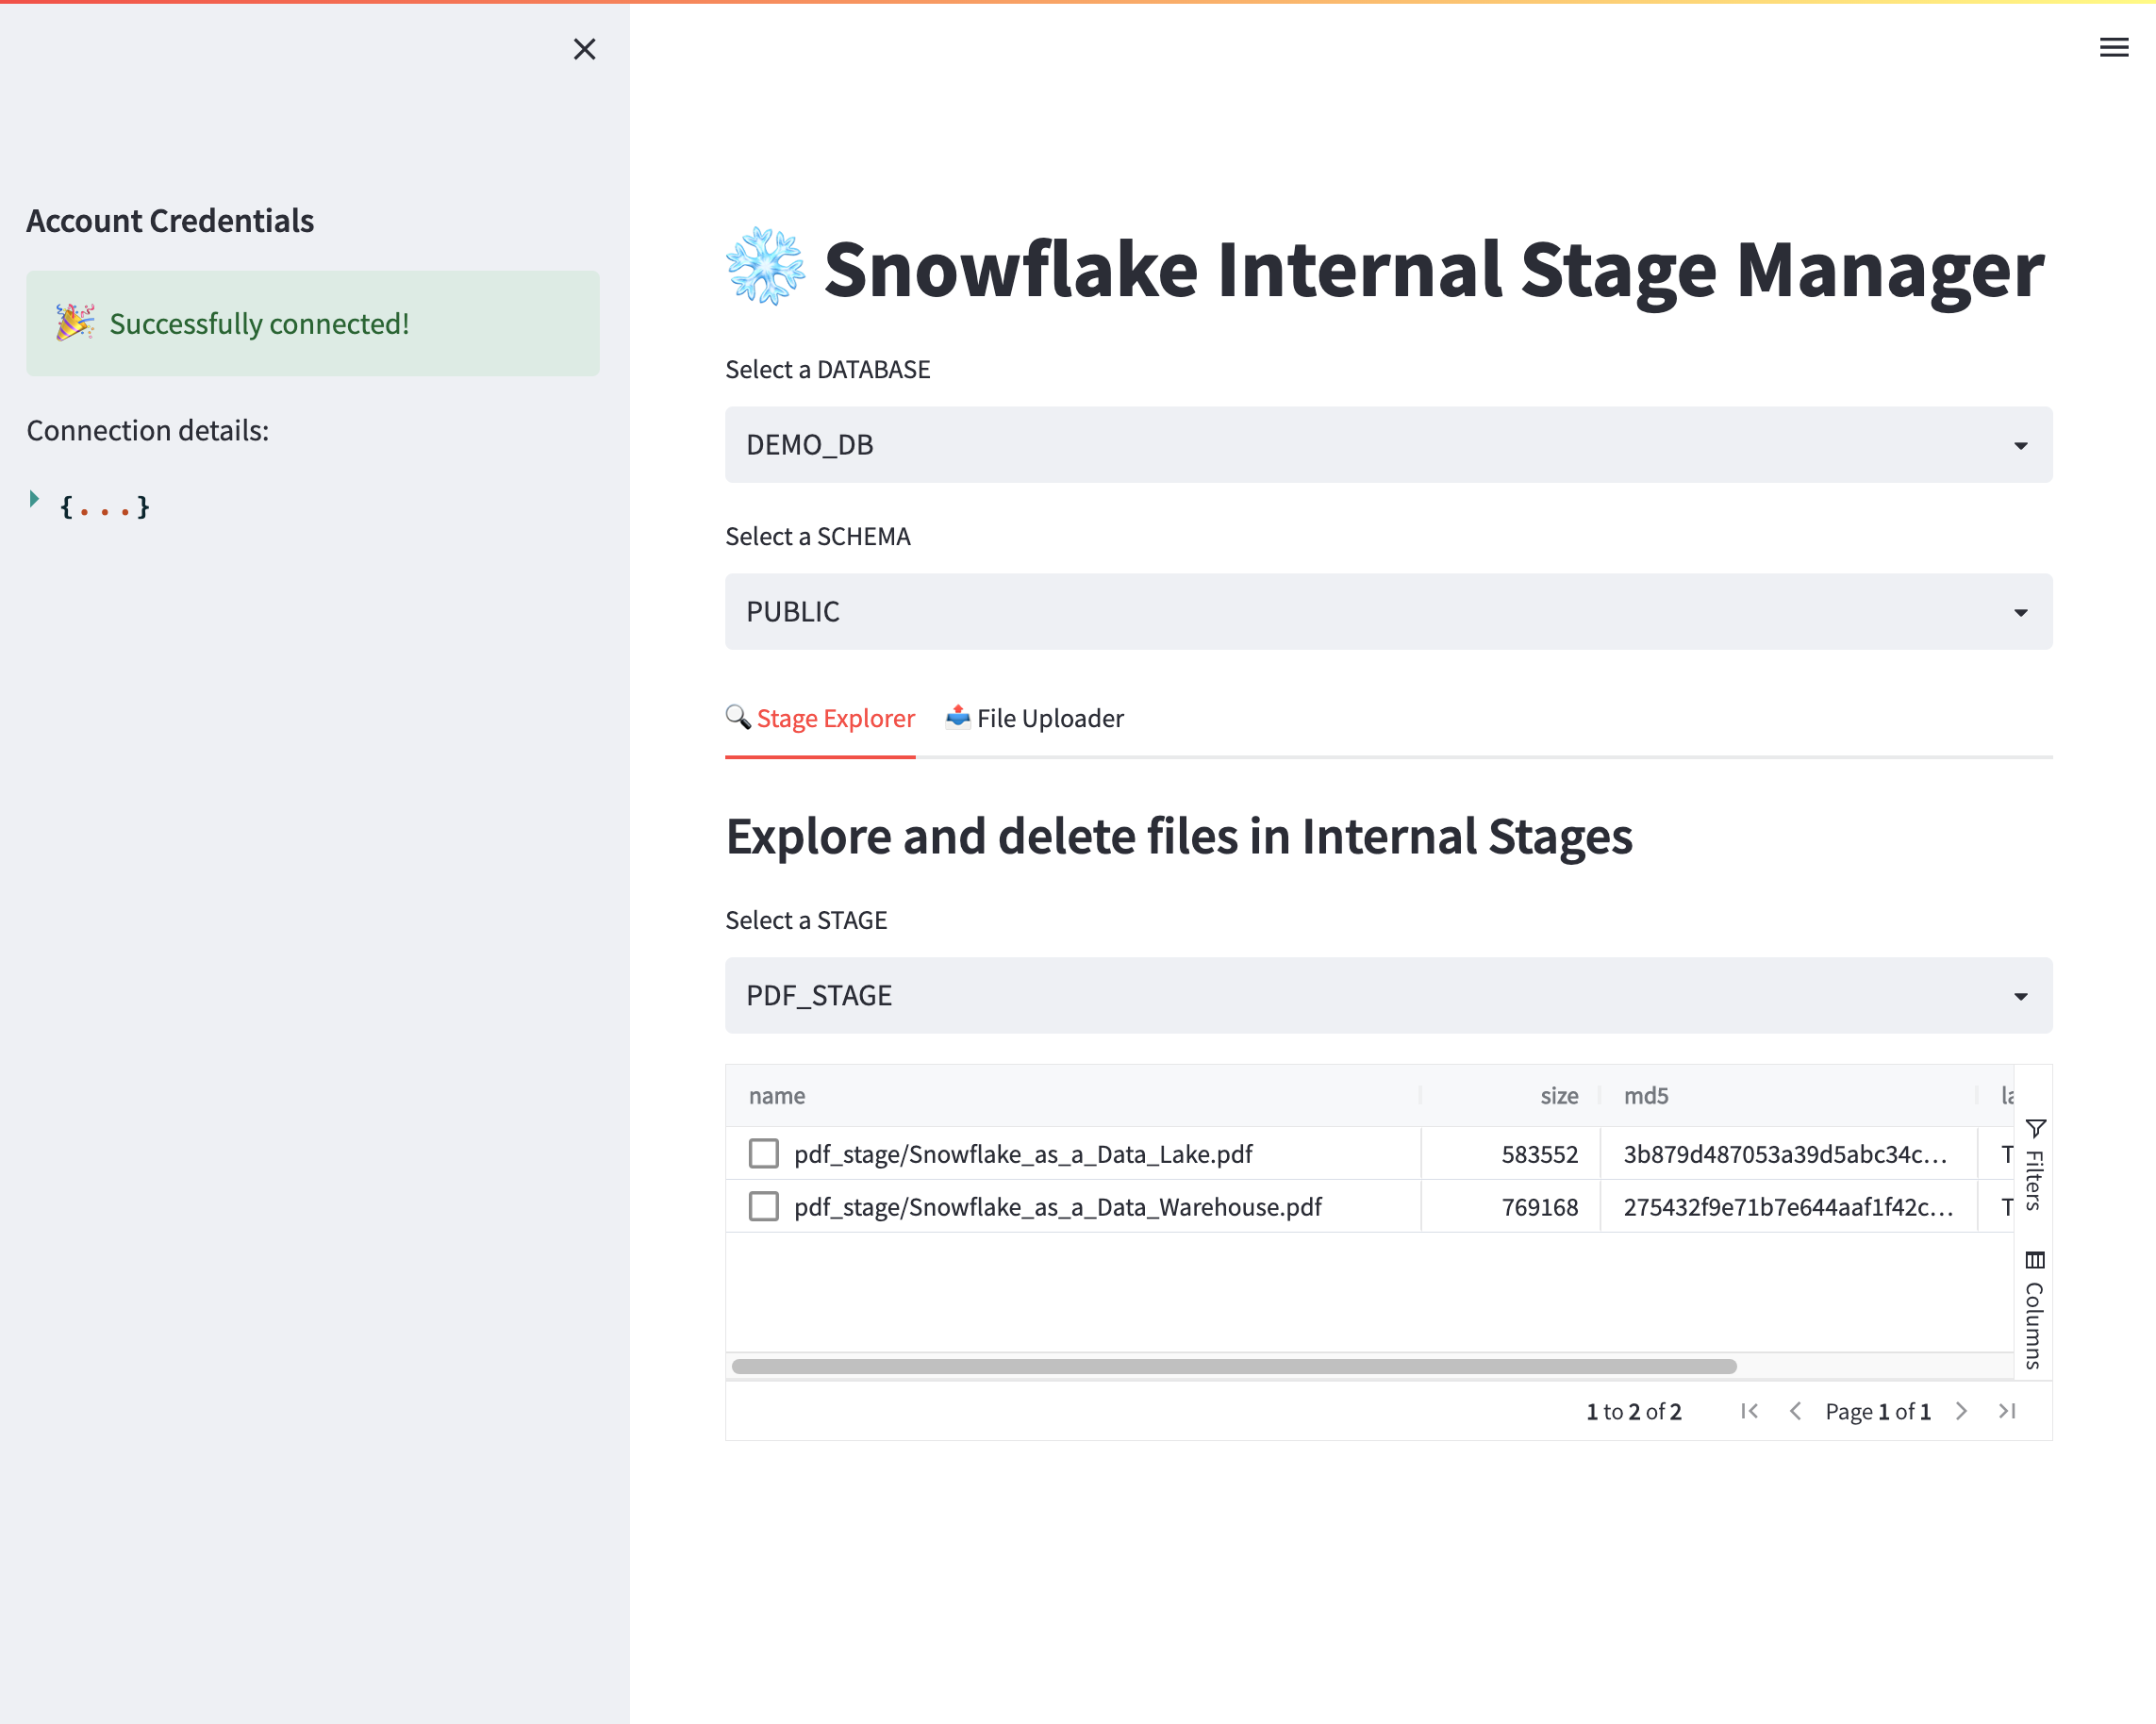 Account Credentials
🎉 Successfully connected!
Connection details:
{...}
❄️ Snowflake Internal Stage Manager
Select a DATABASE
DEMO_DB
Select a SCHEMA
PUBLIC
🔍 Stage Explorer 📤 File Uploader
Explore and delete files in Internal Stages
Select a STAGE
PDF_STAGE
name size md5
pdf_stage/Snowflake_as_a_Data_Lake.pdf 583552 3b879d487053a39d5abc34c... T
pdf_stage/Snowflake_as_a_Data_Warehouse.pdf 769168 275432f9e71b7e644aaf1f42c... T
Filters
Columns
1 to 2 of 2 Page 1 of 1